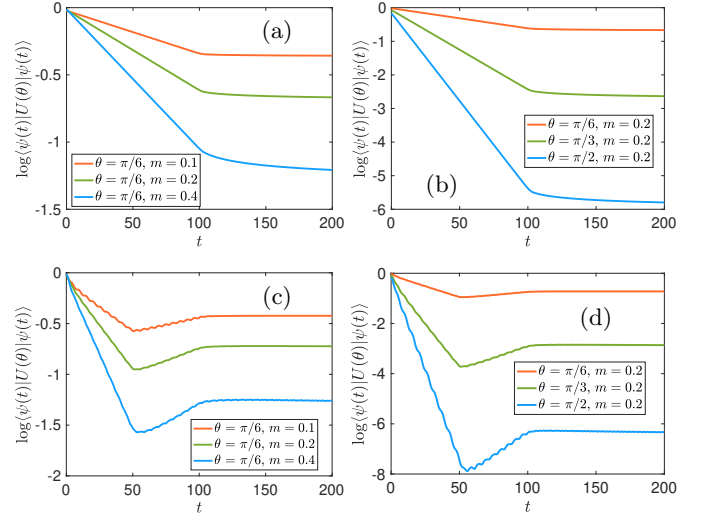 0
-0.5
-1
-1.5
0 50 100 150 200
t
log⟨ψ(t)|U(θ)|ψ(t)⟩
(a)
θ = π/6, m = 0.1
θ = π/6, m = 0.2
θ = π/6, m = 0.4
0
-1
-2
-3
-4
-5
-6
0 50 100 150 200
t
log⟨ψ(t)|U(θ)|ψ(t)⟩
θ = π/6, m = 0.2
θ = π/3, m = 0.2
θ = π/2, m = 0.2
(b)
0
-0.5
-1
-1.5
-2
0 50 100 150 200
t
log⟨ψ(t)|U(θ)|ψ(t)⟩
(c)
θ = π/6, m = 0.1
θ = π/6, m = 0.2
θ = π/6, m = 0.4
0
-2
-4
-6
-8
0 50 100 150 200
t
log⟨ψ(t)|U(θ)|ψ(t)⟩
(d)
θ = π/6, m = 0.2
θ = π/3, m = 0.2
θ = π/2, m = 0.2